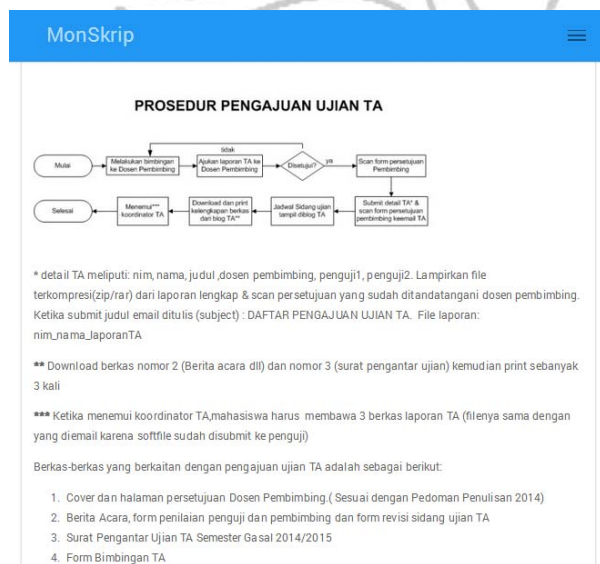 MonSkrip
PROSEDUR PENGAJUAN UJIAN TA
tidak
Mulai
Melakukan bimbingan
ke Dosen Pembimbing
Ajukan laporan TA ke
Dosen Pembimbing
Disetujui?
ya
Scan form persetujuan
Pembimbing
Selesai
Menemui***
koordinator TA
Download dan print
kelengkapan berkas
dari blog TA**
Jadwal Sidang ujian
tampil diblog TA
Submit detail TA* &
scan form persetujuan
pembimbing keemail TA
* detail TA meliputi: nim, nama, judul ,dosen pembimbing, penguji1, penguji2. Lampirkan file
terkompresi(zip/rar) dari laporan lengkap & scan persetujuan yang sudah ditandatangani dosen pembimbing.
Ketika submit judul email ditulis (subject) : DAFTAR PENGAJUAN UJIAN TA. File laporan:
nim_nama_laporanTA
** Download berkas nomor 2 (Berita acara dll) dan nomor 3 (surat pengantar ujian) kemudian print sebanyak
3 kali
*** Ketika menemui koordinator TA,mahasiswa harus membawa 3 berkas laporan TA (filenya sama dengan
yang diemail karena softfile sudah disubmit ke penguji)
Berkas-berkas yang berkaitan dengan pengajuan ujian TA adalah sebagai berikut:
1. Cover dan halaman persetujuan Dosen Pembimbing.( Sesuai dengan Pedoman Penulisan 2014)
2. Berita Acara, form penilaian penguji dan pembimbing dan form revisi sidang ujian TA
3. Surat Pengantar Ujian TA Semester Gasal 2014/2015
4. Form Bimbingan TA